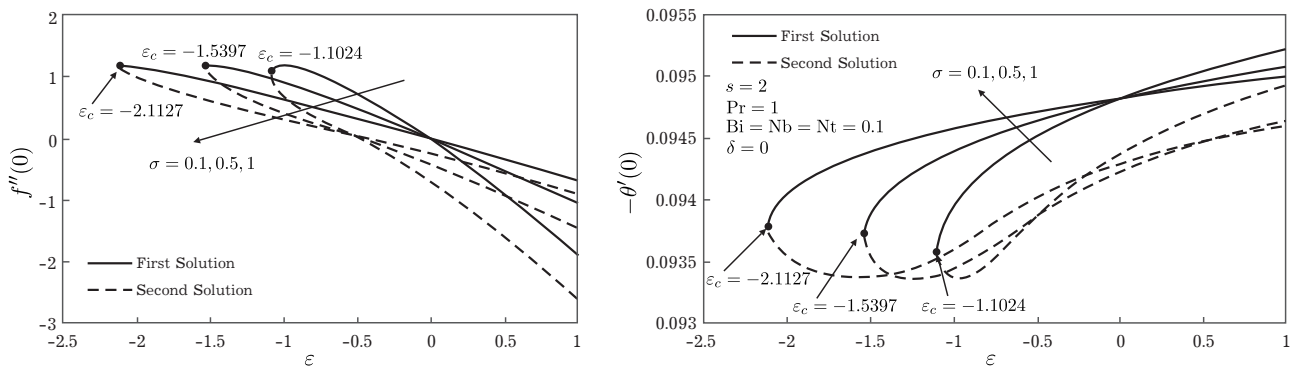 2
1
0
-1
-2
-3
-2.5
-2
-1.5
-1
-0.5
0
0.5
1
f''(0)
ε
ε_c = −1.5397
ε_c = −1.1024
ε_c = −2.1127
σ = 0.1, 0.5, 1
First Solution
Second Solution
0.0955
0.095
0.0945
0.094
0.0935
0.093
-2.5
-2
-1.5
-1
-0.5
0
0.5
1
−θ'(0)
ε
First Solution
Second Solution
s = 2
Pr = 1
Bi = Nb = Nt = 0.1
δ = 0
σ = 0.1, 0.5, 1
ε_c = −2.1127
ε_c = −1.5397
ε_c = −1.1024